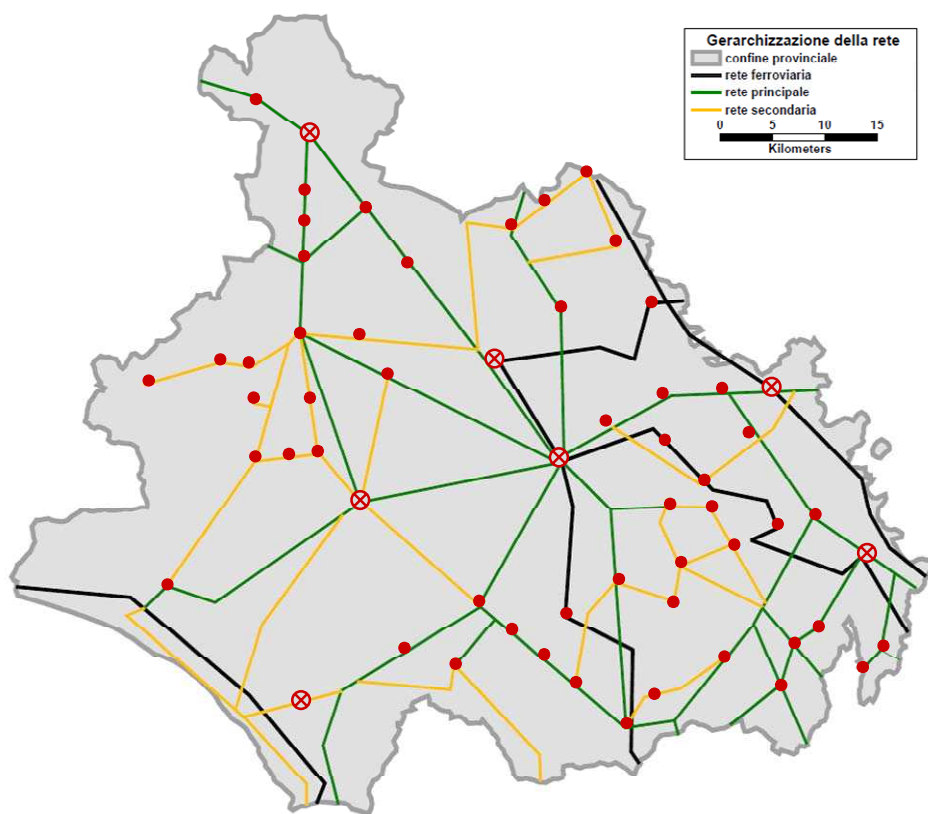 Gerarchizzazione della rete
confine provinciale
rete ferroviaria
rete principale
rete secondaria
0 5 10 15
Kilometers